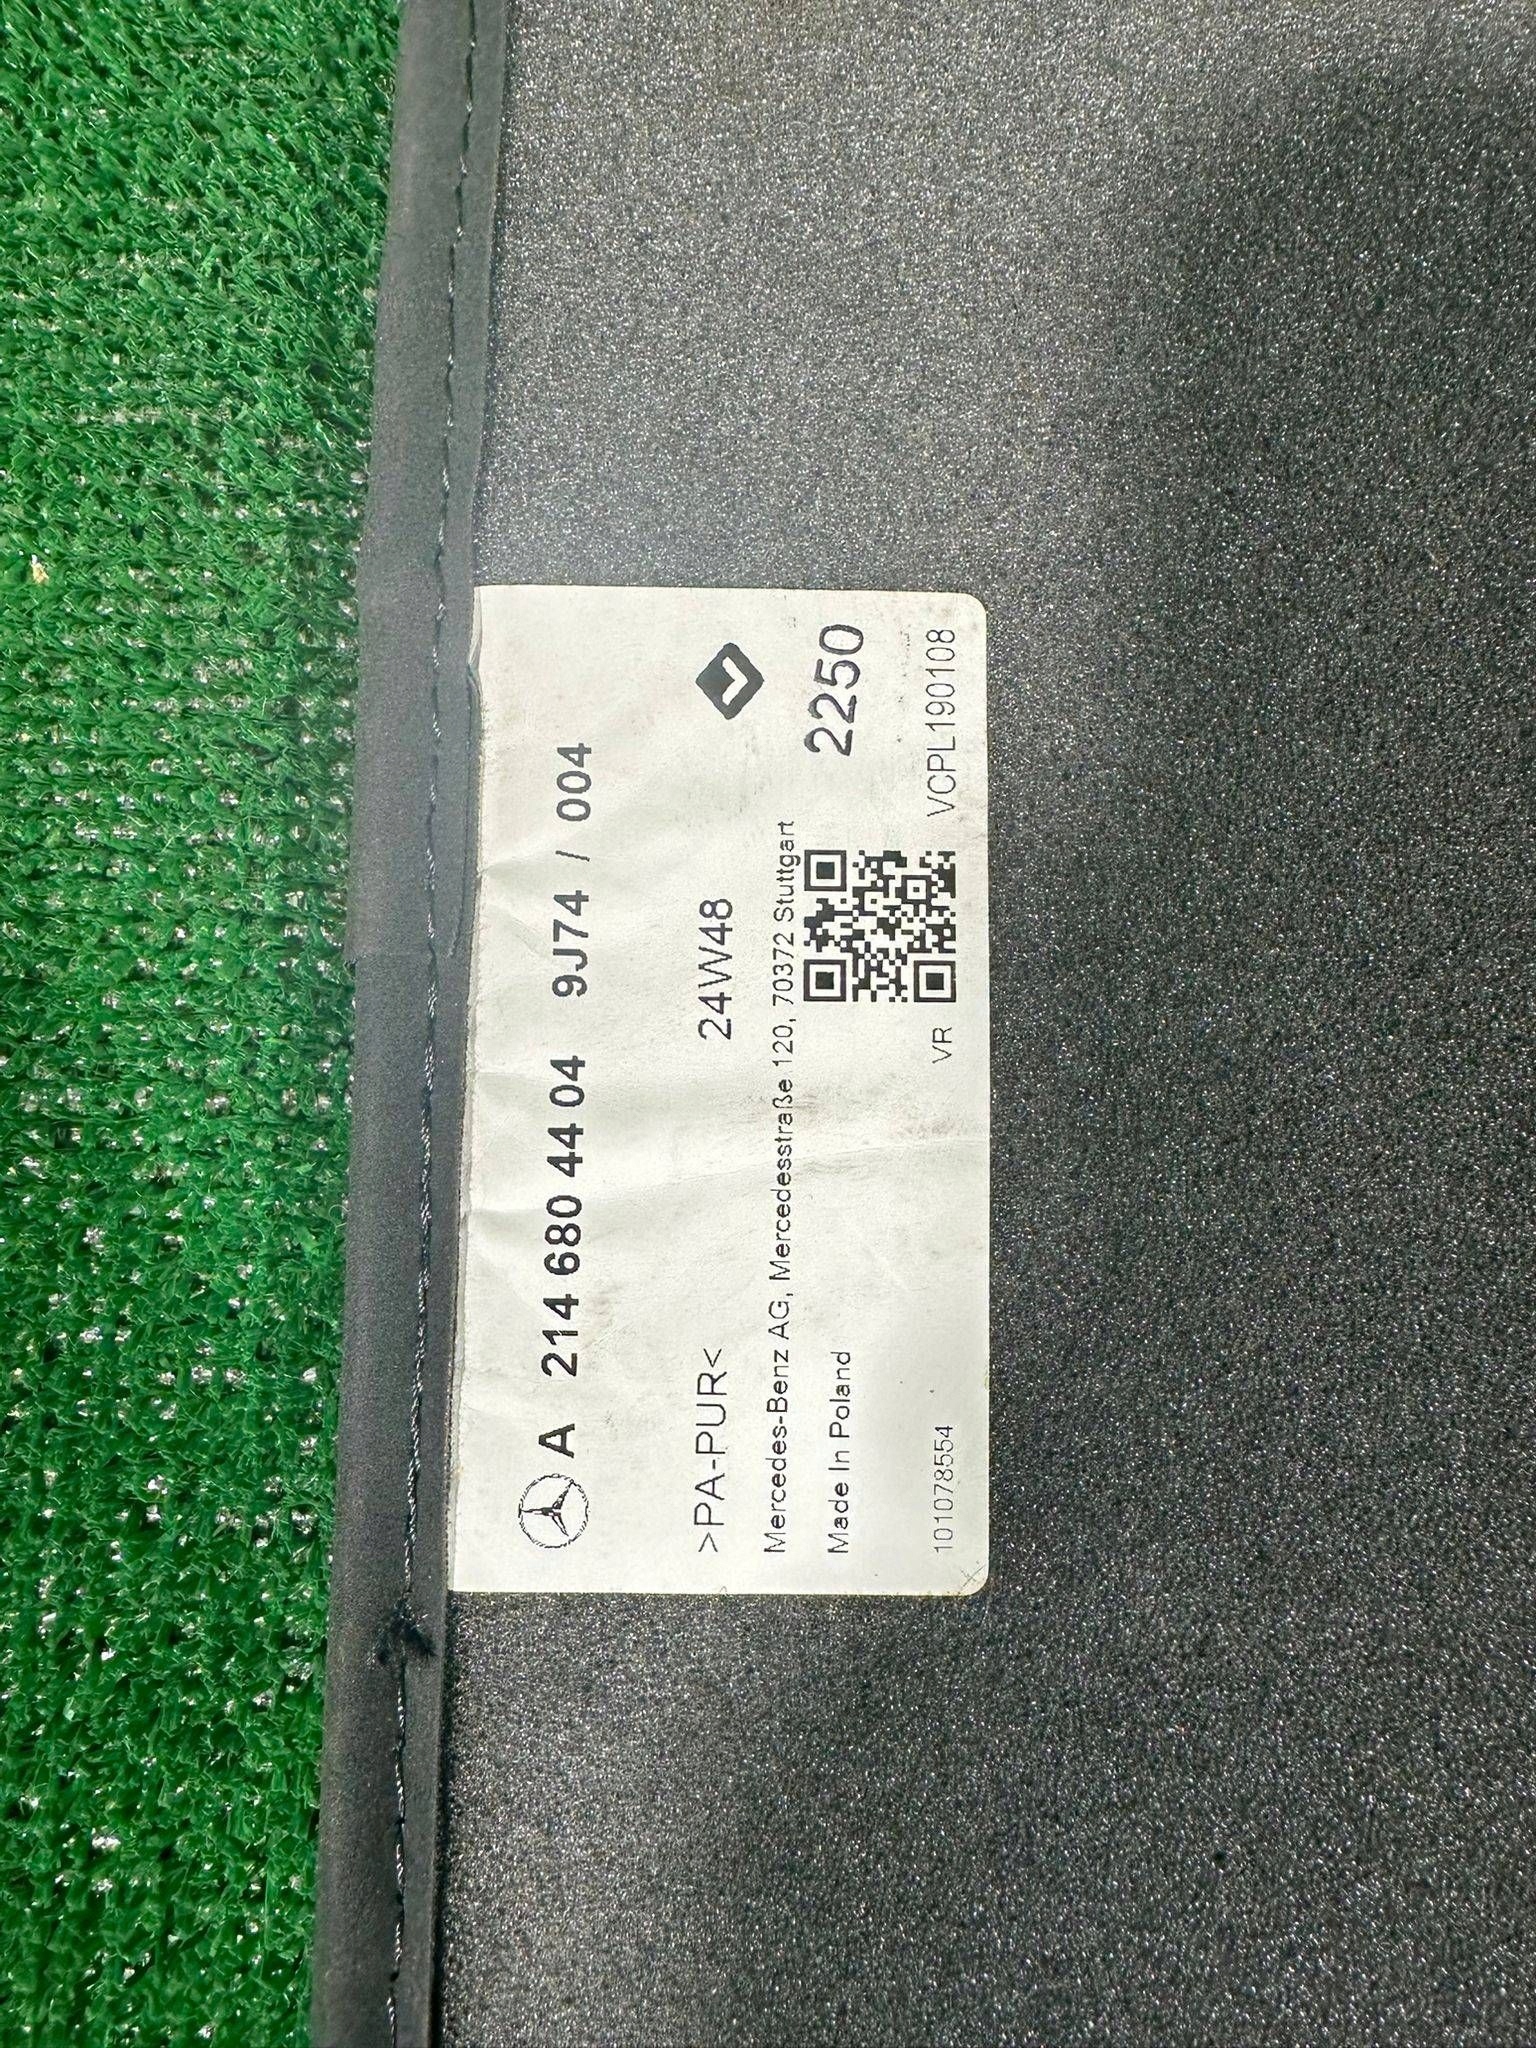 A 214 680 44 04 9J74 / 004
>PA-PUR< 24W48
Mercedes-Benz AG, Mercedesstraße 120, 70372 Stuttgart
Made In Poland 2250
101078554 VR VCPL190108